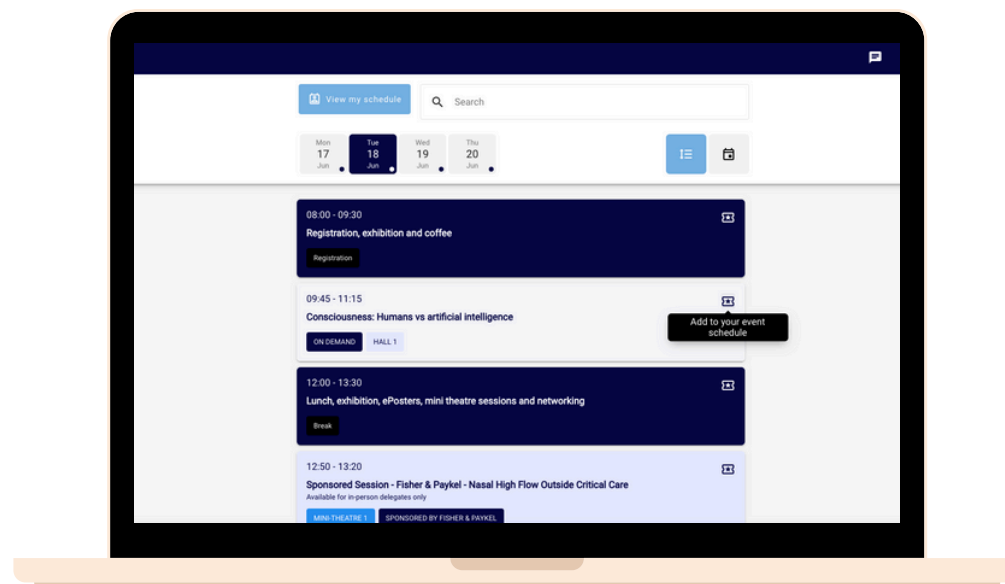 View my schedule
Search
Mon
17
Jun
Tue
18
Jun
Wed
19
Jun
Thu
20
Jun
08:00 - 09:30
Registration, exhibition and coffee
Registration
09:45 - 11:15
Consciousness: Humans vs artificial intelligence
Add to your event
schedule
ON DEMAND
HALL 1
12:00 - 13:30
Lunch, exhibition, ePosters, mini theatre sessions and networking
Break
12:50 - 13:20
Sponsored Session - Fisher & Paykel - Nasal High Flow Outside Critical Care
Available for in-person delegates only
MINI-THEATRE 1
SPONSORED BY FISHER & PAYKEL